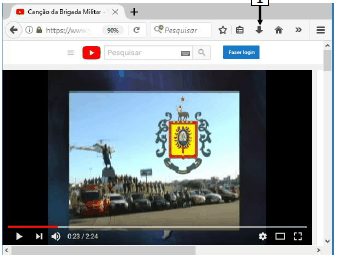 1
Canção da Brigada Militar -
https://www
90%
Pesquisar
Pesquisar
Fazer login
0:23 / 2:24